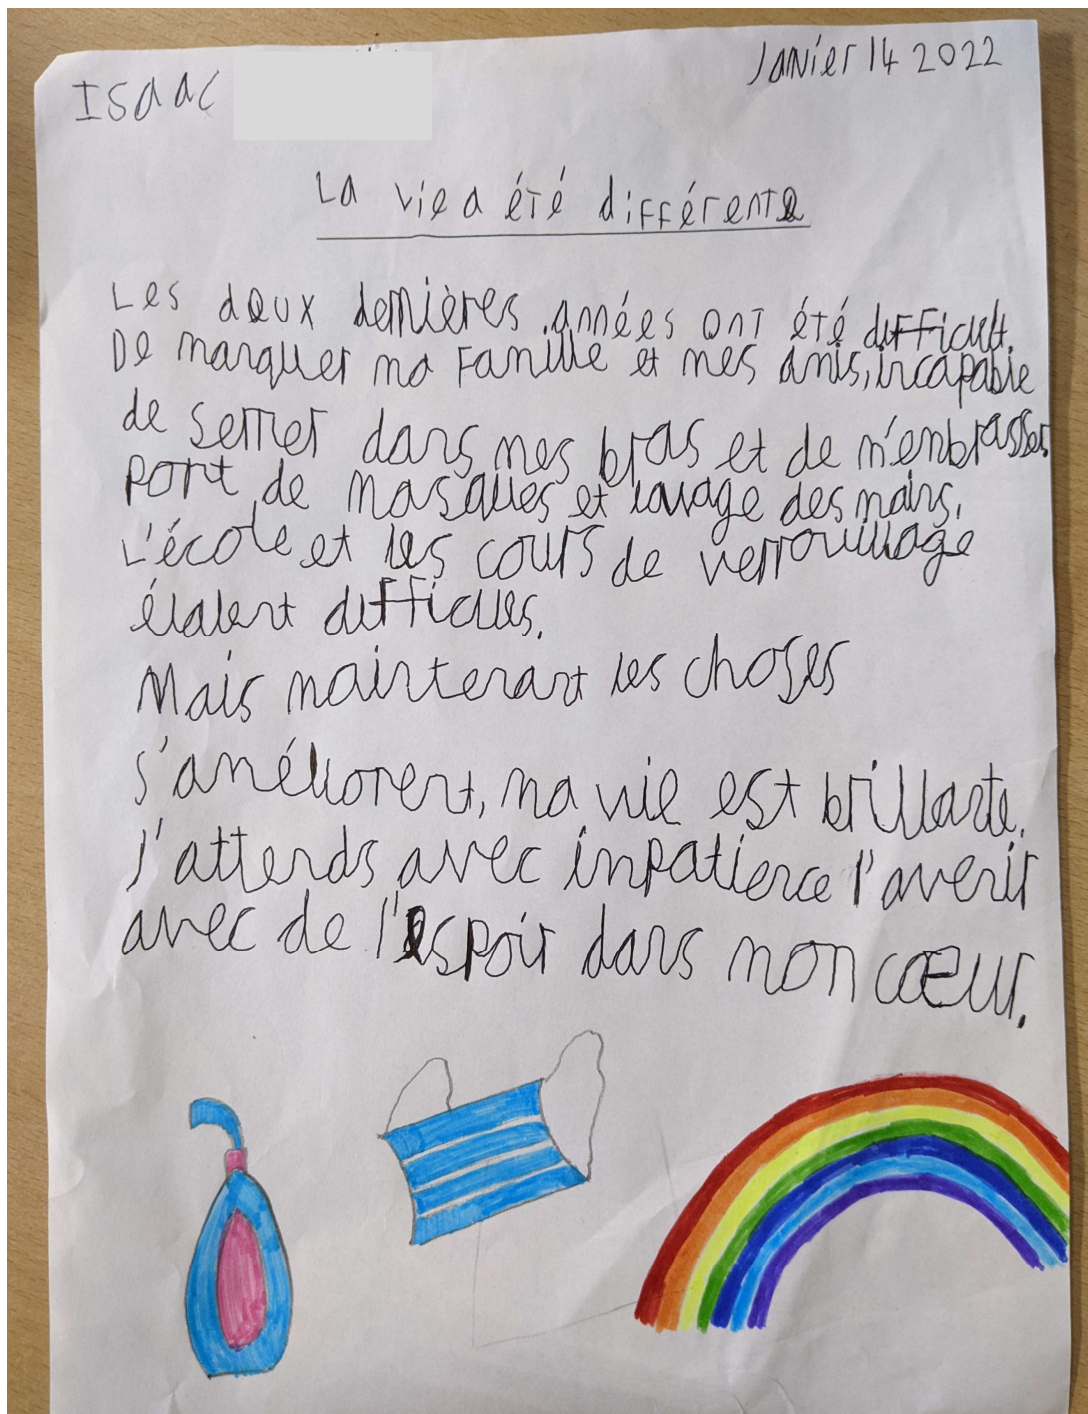 Isaac
Janier 14 2022
La vie a été différente
Les deux dernières années ont été difficult.
De marquer ma famille et mes amis, incapable
de serrer dans mes bras et de m'embrasser
Port de masques et lavage des mains.
L'école et les cours de verrouillage
étaient difficiles.
Mais maintenant les choses
s'améliorent, ma vie est brillante.
J'attends avec impatience l'avenir
avec de l'espoir dans mon cœur.